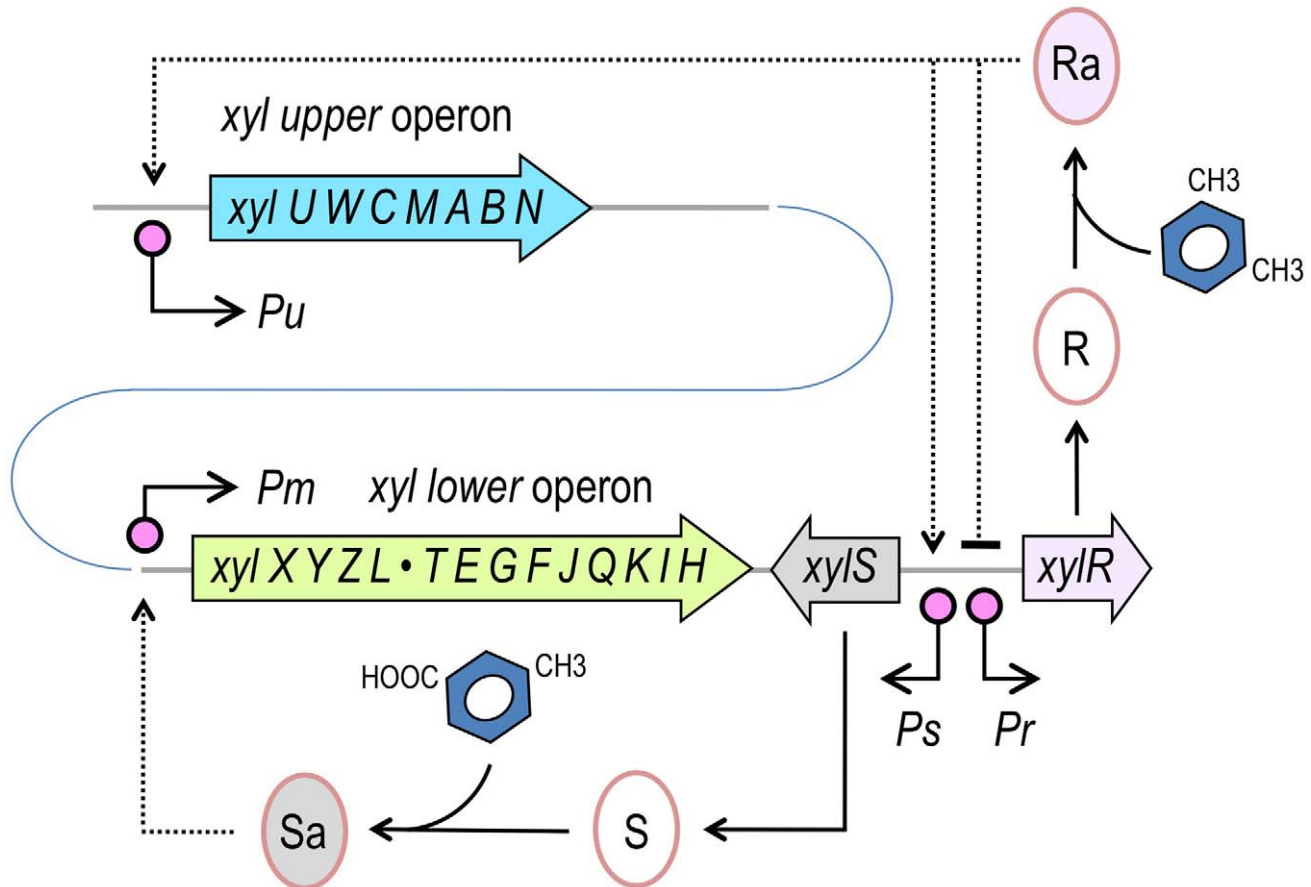 Ra
xyl upper operon
CH3
xyl U W C M A B N
CH3
Pu
R
Pm
xyl lower operon
xyl X Y Z L • T E G F J Q K I H
xylS
xylR
HOOC
CH3
Ps
Pr
Sa
S